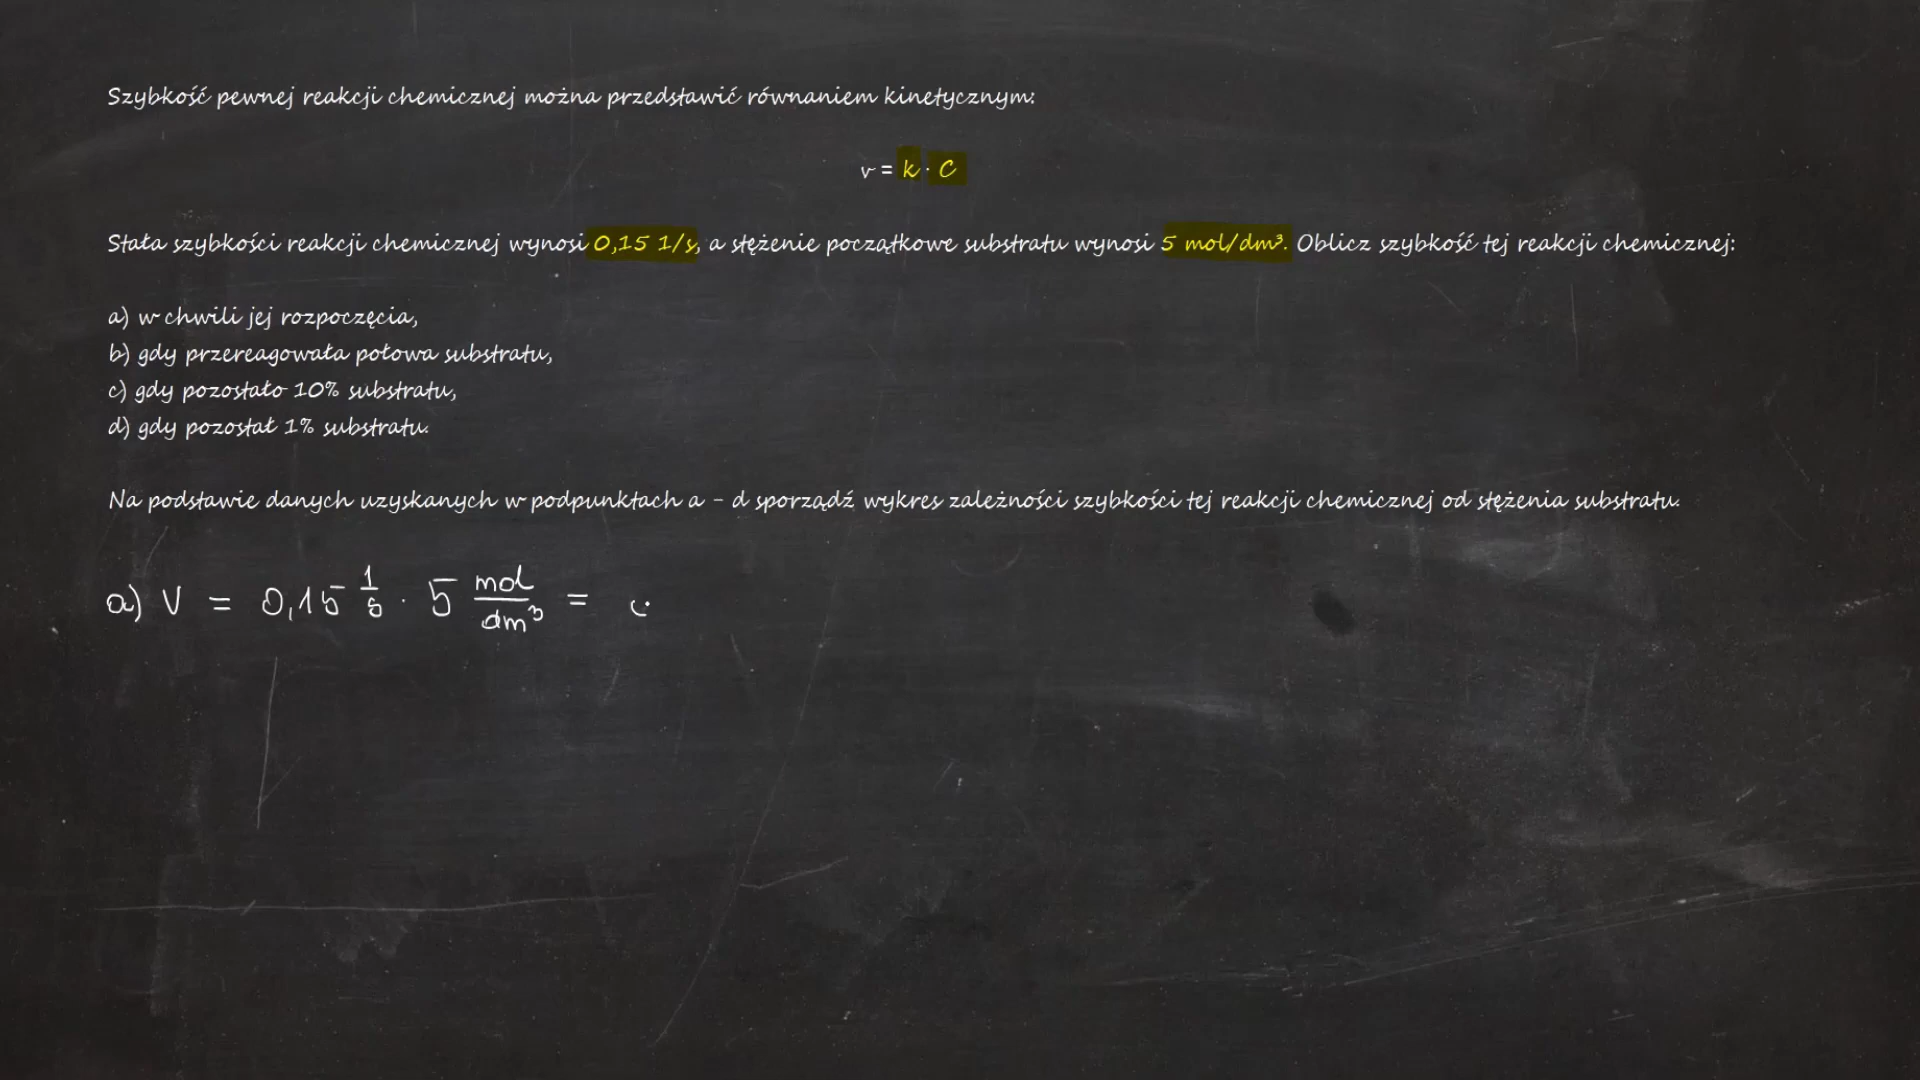 Szybkość pewnej reakcji chemicznej można przedstawić równaniem kinetycznym:
v = k · C
Stała szybkości reakcji chemicznej wynosi 0,15 1/s, a stężenie początkowe substratu wynosi 5 mol/dm³. Oblicz szybkość tej reakcji chemicznej:
a) w chwili jej rozpoczęcia,
b) gdy przereagowała połowa substratu,
c) gdy pozostało 10% substratu,
d) gdy pozostał 1% substratu.
Na podstawie danych uzyskanych w podpunktach a - d sporządź wykres zależności szybkości tej reakcji chemicznej od stężenia substratu.
a) V = 0,15 1/s · 5 mol/dm³ =